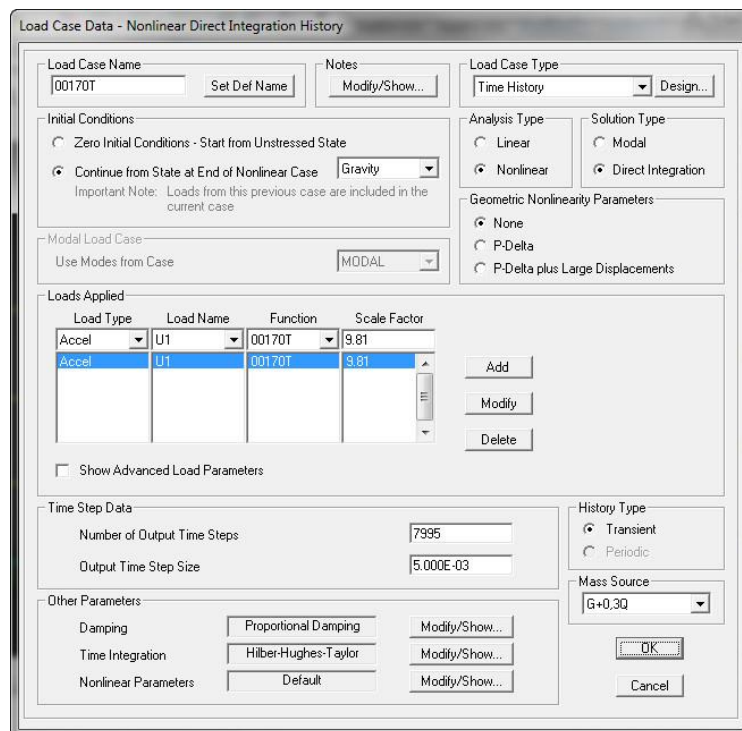 Load Case Data - Nonlinear Direct Integration History
Load Case Name
00170T
Set Def Name
Notes
Modify/Show...
Load Case Type
Time History
Design...
Initial Conditions
Zero Initial Conditions - Start from Unstressed State
Continue from State at End of Nonlinear Case
Gravity
Important Note: Loads from this previous case are included in the
current case
Analysis Type
Linear
Nonlinear
Solution Type
Modal
Direct Integration
Geometric Nonlinearity Parameters
None
P-Delta
P-Delta plus Large Displacements
Modal Load Case
Use Modes from Case
MODAL
Loads Applied
Load Type Load Name Function Scale Factor
Accel U1 00170T 9.81
Accel U1 00170T 9.81
Add
Modify
Delete
Show Advanced Load Parameters
Time Step Data
Number of Output Time Steps 7995
Output Time Step Size 5.000E-03
History Type
Transient
Periodic
Mass Source
G+0,3Q
Other Parameters
Damping Proportional Damping Modify/Show...
Time Integration Hilber-Hughes-Taylor Modify/Show...
Nonlinear Parameters Default Modify/Show...
OK
Cancel